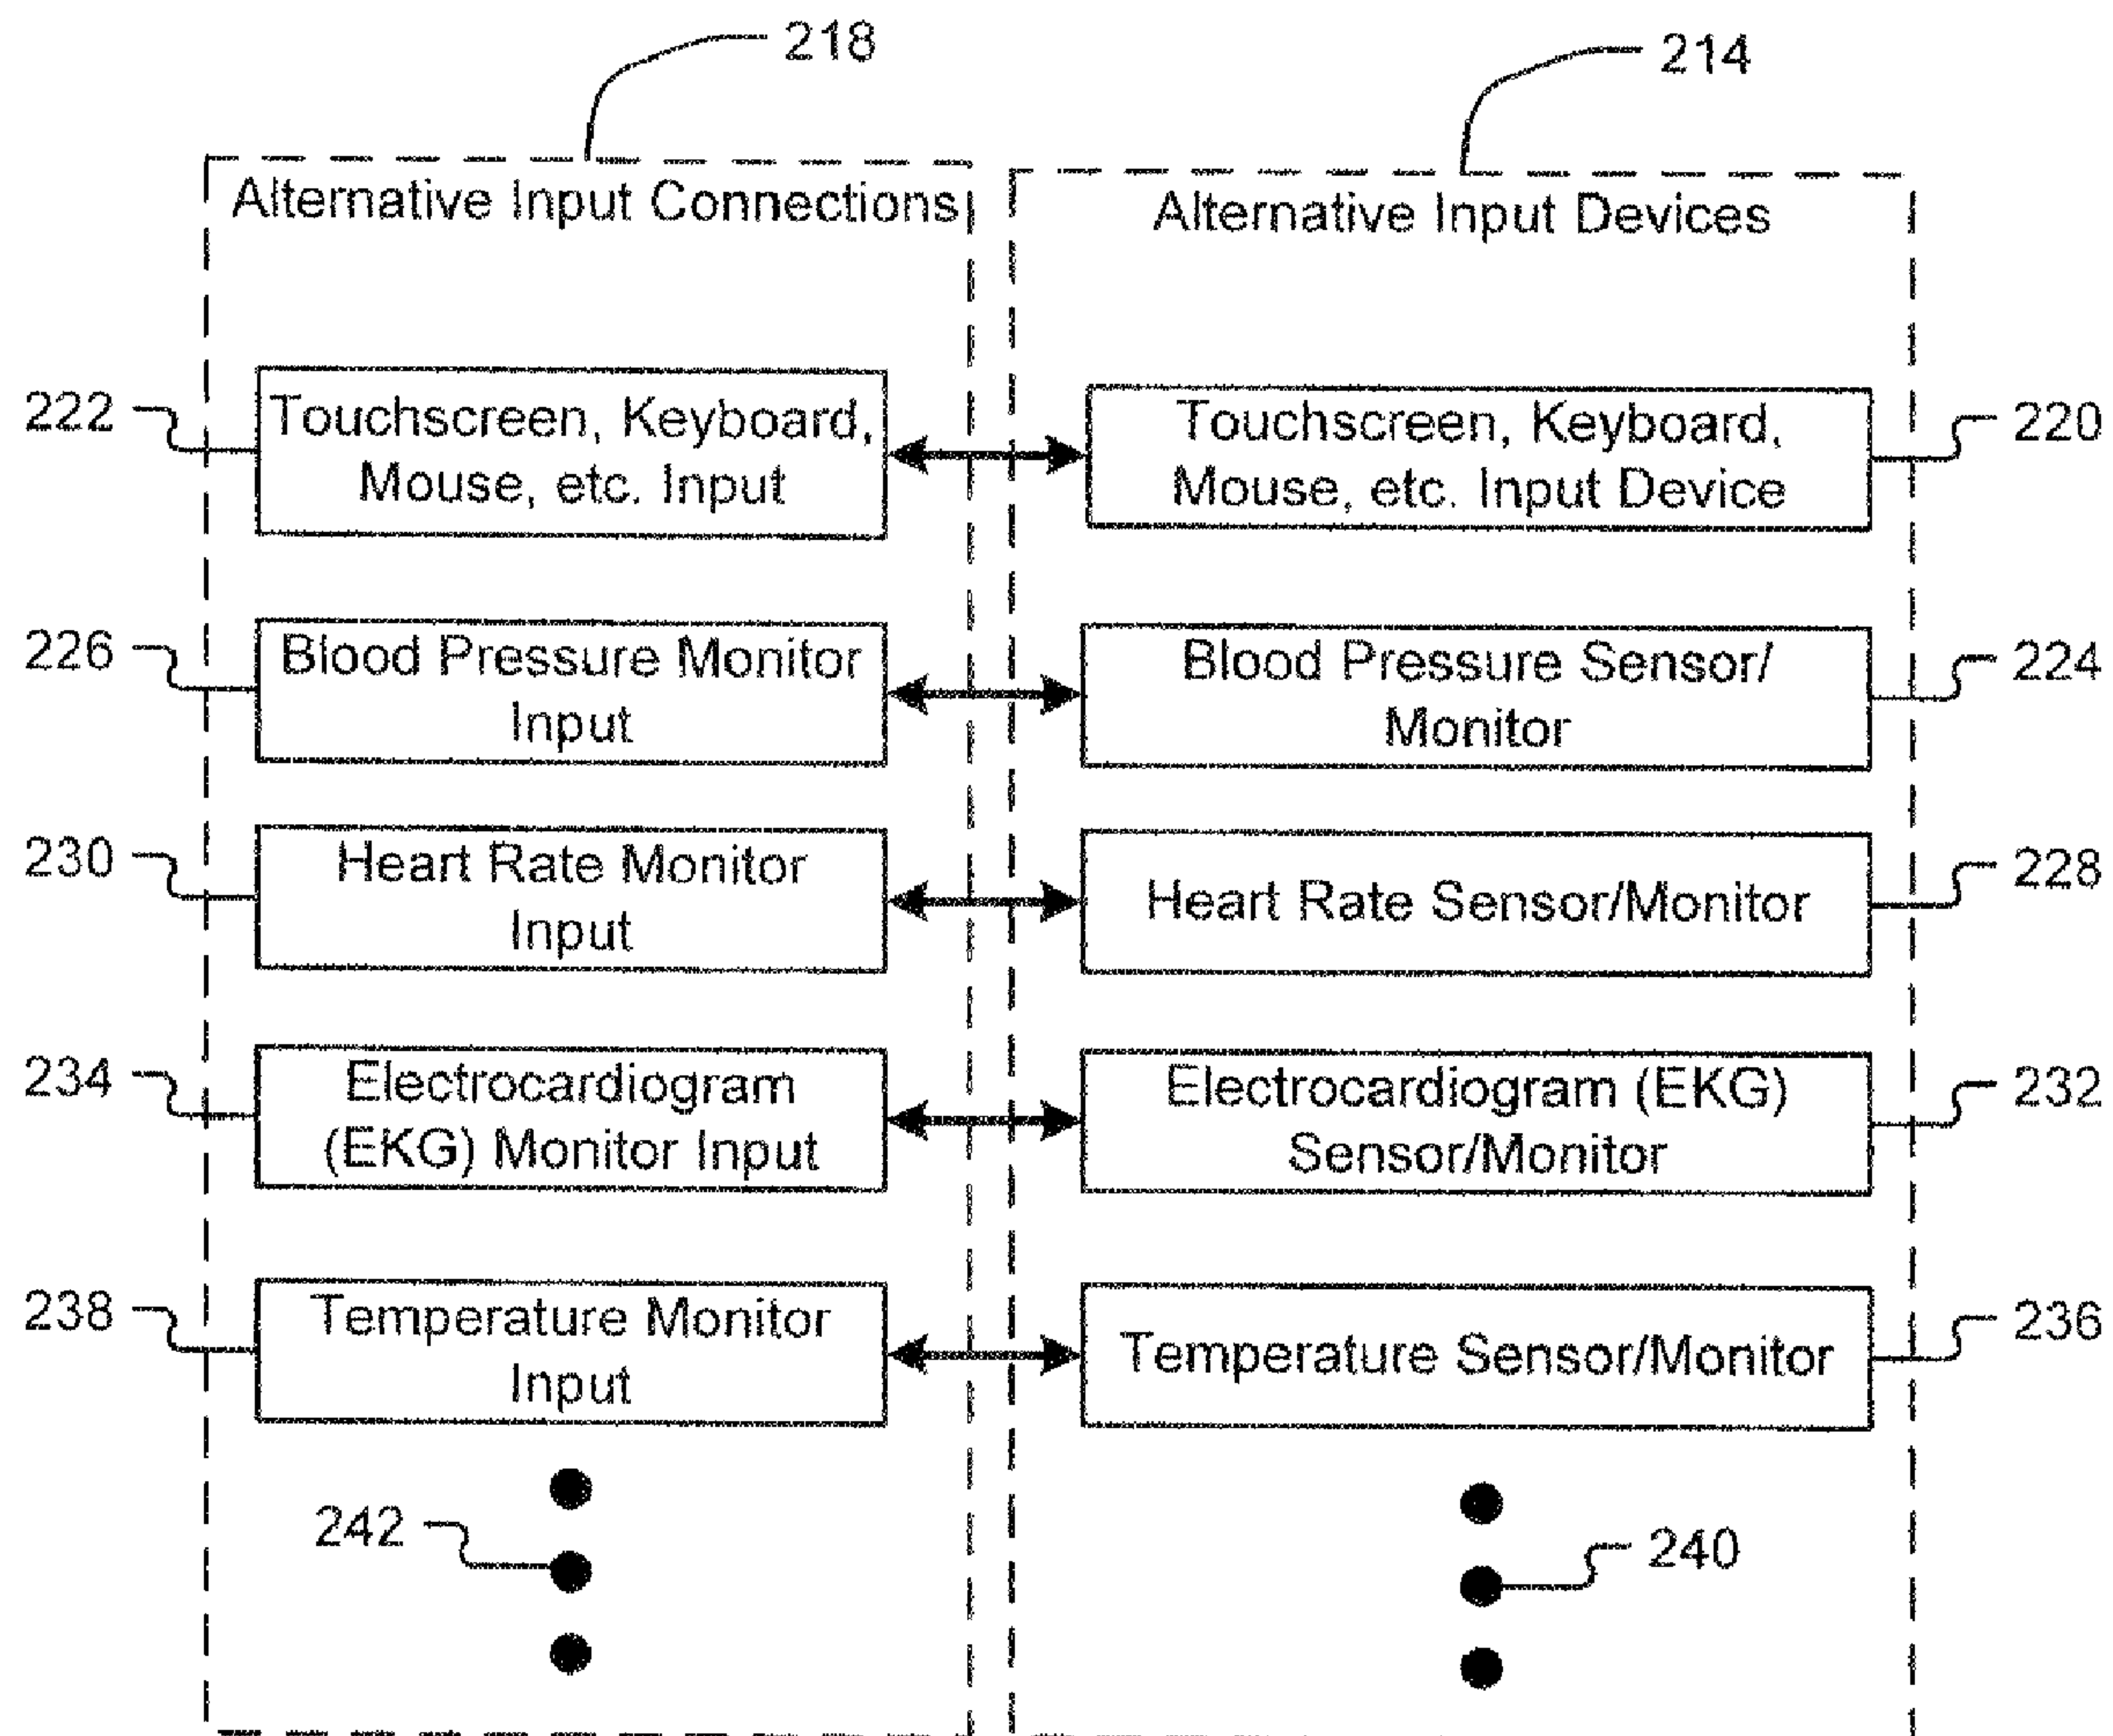 218
214
Alternative Input Connections
Alternative Input Devices
222
Touchscreen, Keyboard,
Mouse, etc. Input
Touchscreen, Keyboard,
Mouse, etc. Input Device
220
226
Blood Pressure Monitor
Input
Blood Pressure Sensor/
Monitor
224
230
Heart Rate Monitor
Input
Heart Rate Sensor/Monitor
228
234
Electrocardiogram
(EKG) Monitor Input
Electrocardiogram (EKG)
Sensor/Monitor
232
238
Temperature Monitor
Input
Temperature Sensor/Monitor
236
242
240